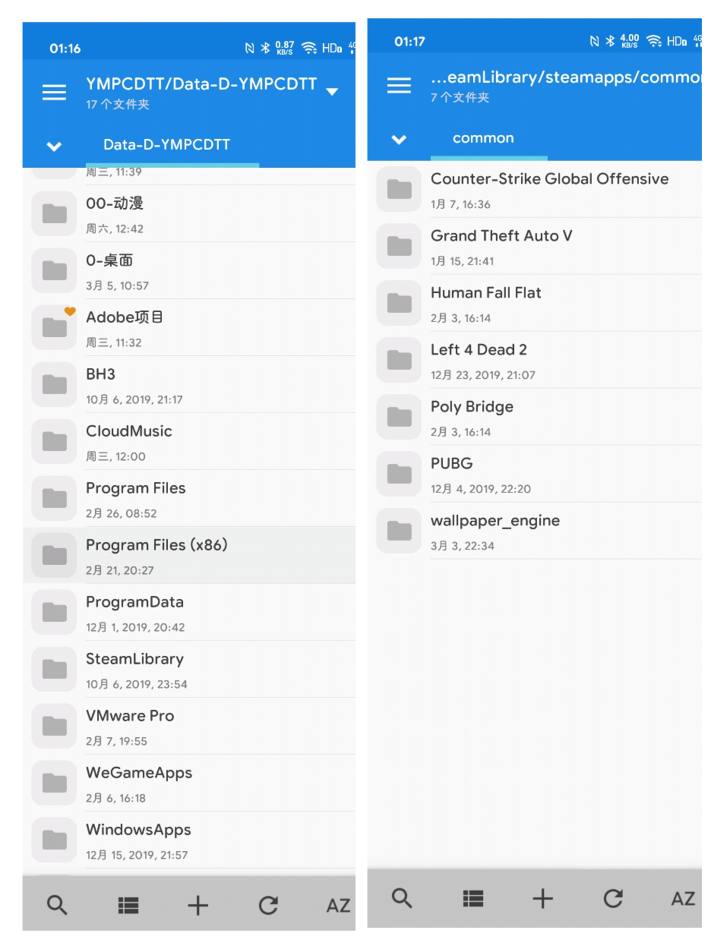 01:16
0.87
KB/S
HD
4G
YMPCDTT/Data-D-YMPCDTT
17 个文件夹
Data-D-YMPCDTT
周三, 11:39
00-动漫
周六, 12:42
0-桌面
3月 5, 10:57
Adobe项目
周三, 11:32
BH3
10月 6, 2019, 21:17
CloudMusic
周三, 12:00
Program Files
2月 26, 08:52
Program Files (x86)
2月 21, 20:27
ProgramData
12月 1, 2019, 20:42
SteamLibrary
10月 6, 2019, 23:54
VMware Pro
2月 7, 19:55
WeGameApps
2月 6, 16:18
WindowsApps
12月 15, 2019, 21:57
AZ
01:17
4.00
KB/S
HD
4G
...eamLibrary/steamapps/common
7 个文件夹
common
Counter-Strike Global Offensive
1月 7, 16:36
Grand Theft Auto V
1月 15, 21:41
Human Fall Flat
2月 3, 16:14
Left 4 Dead 2
12月 23, 2019, 21:07
Poly Bridge
2月 3, 16:14
PUBG
12月 4, 2019, 22:20
wallpaper_engine
3月 3, 22:34
AZ